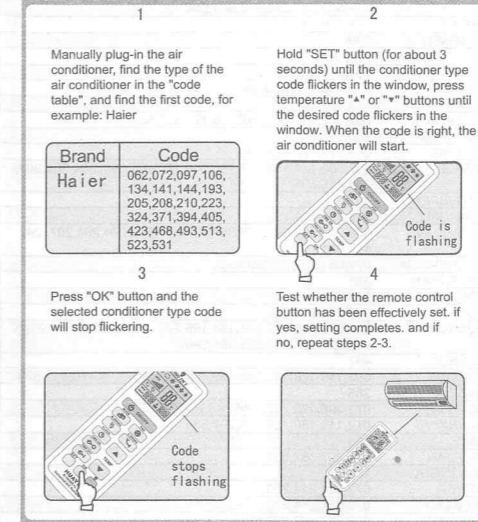 1
Manually plug-in the air
conditioner, find the type of the
air conditioner in the "code
table", and find the first code, for
example: Haier
Brand Code
Haier 062,072,097,106,
134,141,144,193,
205,208,210,223,
324,371,394,405,
423,468,493,513,
523,531
2
Hold "SET" button (for about 3
seconds) until the conditioner type
code flickers in the window, press
temperature "▲" or "▼" buttons until
the desired code flickers in the
window. When the code is right, the
air conditioner will start.
Code is
flashing
3
Press "OK" button and the
selected conditioner type code
will stop flickering.
Code
stops
flashing
4
Test whether the remote control
button has been effectively set. if
yes, setting completes. and if
no, repeat steps 2-3.